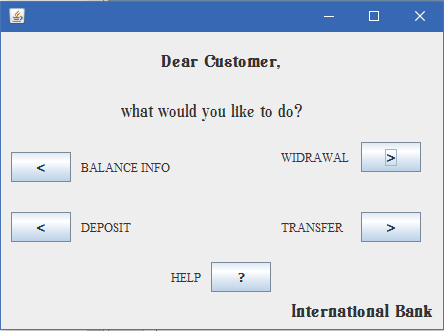 Dear Customer,
what would you like to do?
< BALANCE INFO
WIDRAWAL >
< DEPOSIT
TRANSFER >
HELP ?
International Bank